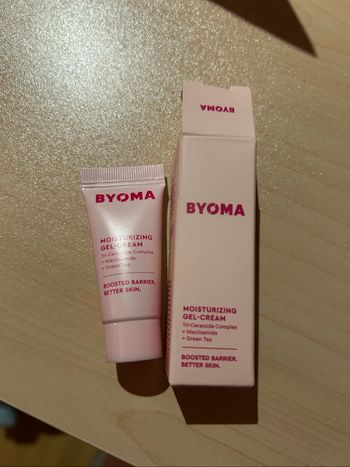 BYOMA
BYOMA
MOISTURIZING
GEL-CREAM
Tri-Ceramide Complex
+ Niacinamide
+ Green Tea
BOOSTED BARRIER.
BETTER SKIN.
BYOMA
MOISTURIZING
GEL-CREAM
Tri-Ceramide Complex
+ Niacinamide
+ Green Tea
BOOSTED BARRIER.
BETTER SKIN.